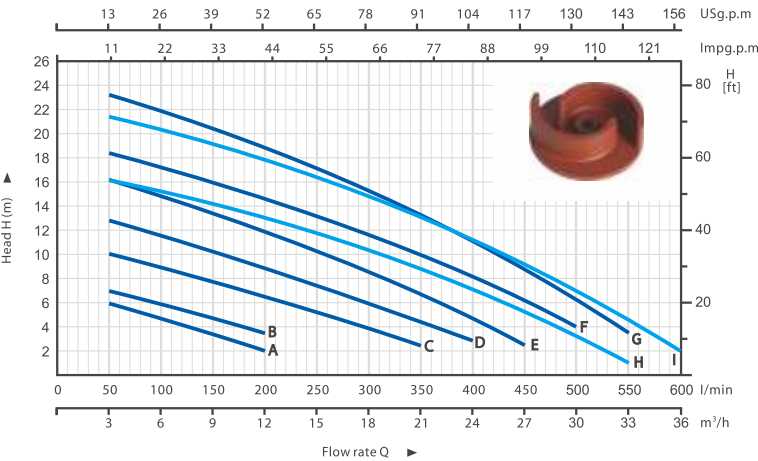 13 26 39 52 65 78 91 104 117 130 143 156 USg.p.m
11 22 33 44 55 66 77 88 99 110 121 Impg.p.m
26
24
22
20
18
16
14
12
10
8
6
4
2
Head H (m) ▲
H
[ft]
80
60
40
20
A
B
C
D
E
F
G
H
I
0 50 100 150 200 250 300 350 400 450 500 550 600 l/min
3 6 9 12 15 18 21 24 27 30 33 36 m³/h
Flow rate Q ►